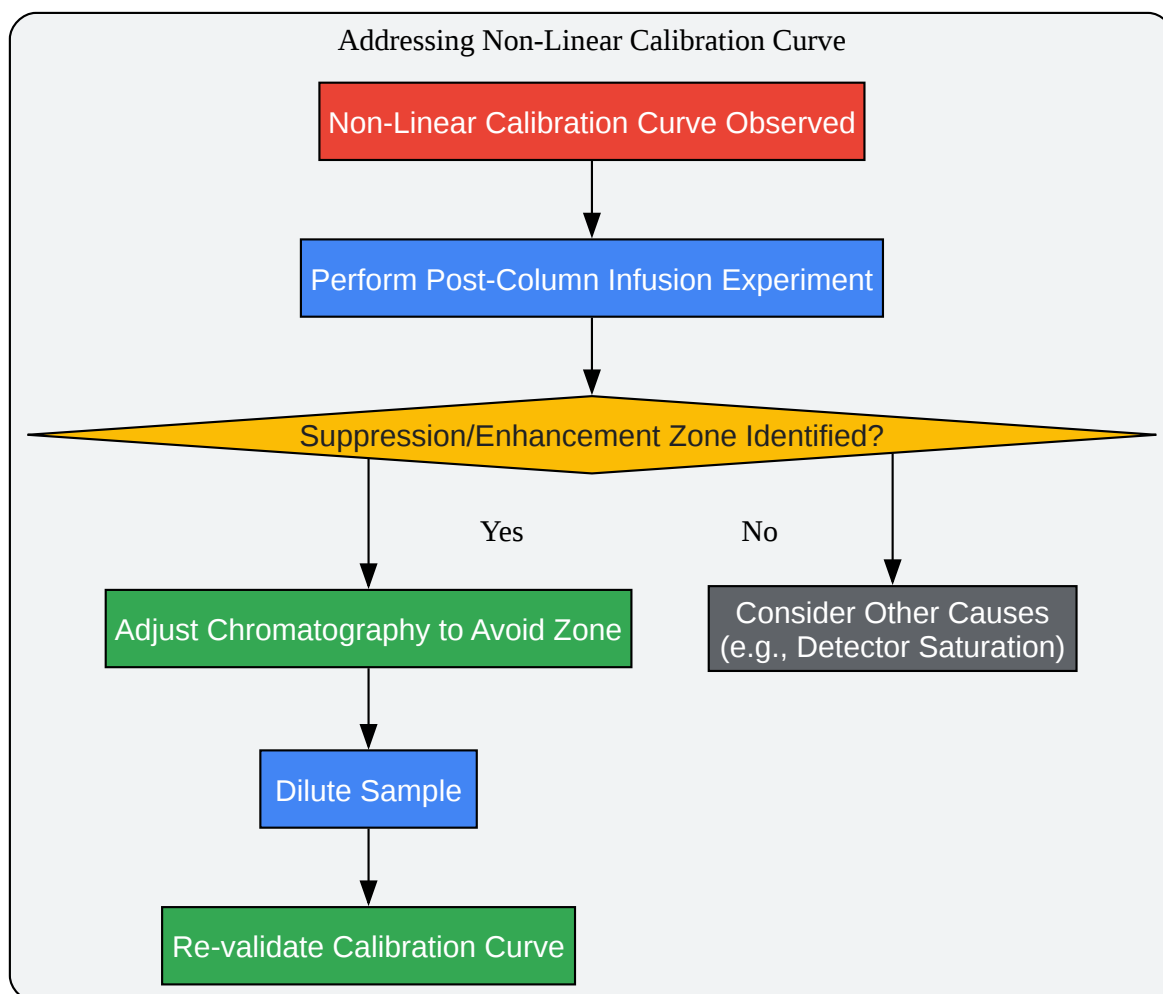 Addressing Non-Linear Calibration Curve
Non-Linear Calibration Curve Observed
Perform Post-Column Infusion Experiment
Suppression/Enhancement Zone Identified?
Yes
No
Adjust Chromatography to Avoid Zone
Consider Other Causes
(e.g., Detector Saturation)
Dilute Sample
Re-validate Calibration Curve